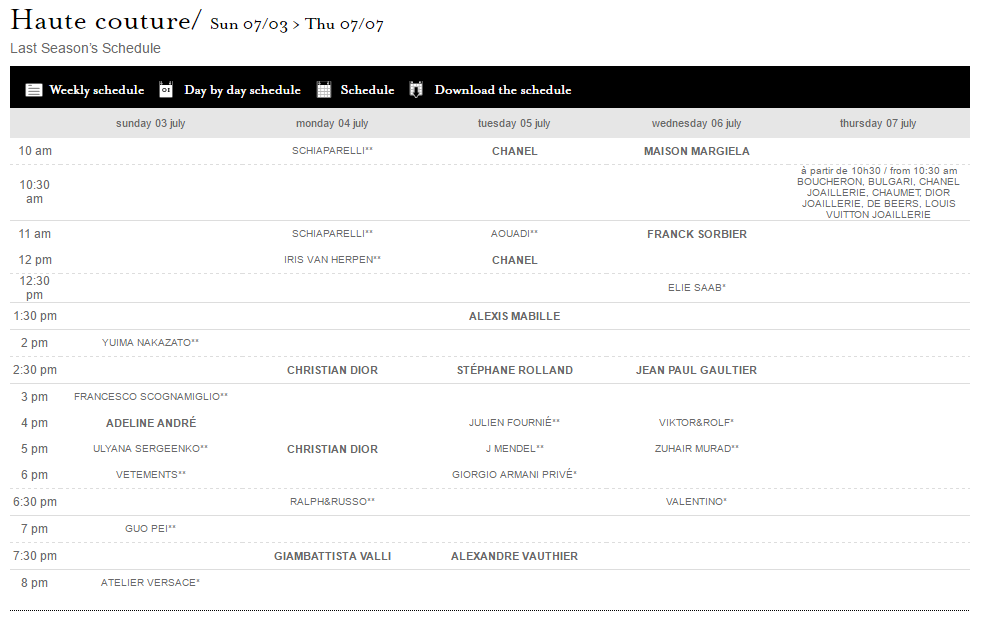 Haute couture/ Sun 07/03 > Thu 07/07
Last Season's Schedule
Weekly schedule 01 Day by day schedule Schedule Download the schedule
sunday 03 july monday 04 july tuesday 05 july wednesday 06 july thursday 07 july
10 am SCHIAPARELLI** CHANEL MAISON MARGIELA
10:30 am à partir de 10h30 / from 10:30 am
BOUCHERON, BULGARI, CHANEL
JOAILLERIE, CHAUMET, DIOR
JOAILLERIE, DE BEERS, LOUIS
VUITTON JOAILLERIE
11 am SCHIAPARELLI** AOUADI** FRANCK SORBIER
12 pm IRIS VAN HERPEN** CHANEL
12:30 pm ELIE SAAB*
1:30 pm ALEXIS MABILLE
2 pm YUIMA NAKAZATO**
2:30 pm CHRISTIAN DIOR STÉPHANE ROLLAND JEAN PAUL GAULTIER
3 pm FRANCESCO SCOGNAMIGLIO**
4 pm ADELINE ANDRÉ JULIEN FOURNIÉ** VIKTOR&ROLF*
5 pm ULYANA SERGEENKO** CHRISTIAN DIOR J MENDEL** ZUHAIR MURAD**
6 pm VETEMENTS** GIORGIO ARMANI PRIVÉ*
6:30 pm RALPH&RUSSO** VALENTINO*
7 pm GUO PEI**
7:30 pm GIAMBATTISTA VALLI ALEXANDRE VAUTHIER
8 pm ATELIER VERSACE*